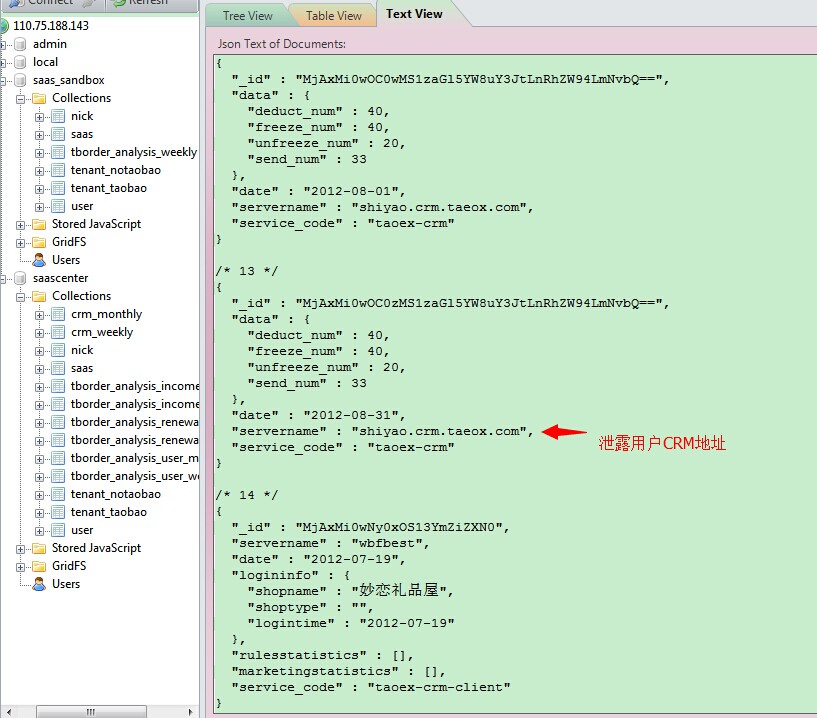 Connect
Refresh
110.75.188.143
admin
local
saas_sandbox
Collections
nick
saas
tborder_analysis_weekly
tenant_notaobao
tenant_taobao
user
Stored JavaScript
GridFS
Users
saascenter
Collections
crm_monthly
crm_weekly
nick
saas
tborder_analysis_income
tborder_analysis_income
tborder_analysis_renewa
tborder_analysis_renewa
tborder_analysis_user_m
tborder_analysis_user_we
tenant_notaobao
tenant_taobao
user
Stored JavaScript
GridFS
Users
Tree View
Table View
Text View
Json Text of Documents:
{
"_id" : "MjAxMi0wOC0wMS1zaGl5YW8uY3JtLnRhZW94LmNvbQ==",
"data" : {
"deduct_num" : 40,
"freeze_num" : 40,
"unfreeze_num" : 20,
"send_num" : 33
},
"date" : "2012-08-01",
"servername" : "shiyao.crm.taeox.com",
"service_code" : "taoex-crm"
}
/* 13 */
{
"_id" : "MjAxMi0wOC0zMS1zaGl5YW8uY3JtLnRhZW94LmNvbQ==",
"data" : {
"deduct_num" : 40,
"freeze_num" : 40,
"unfreeze_num" : 20,
"send_num" : 33
},
"date" : "2012-08-31",
"servername" : "shiyao.crm.taeox.com",
泄露用户CRM地址
"service_code" : "taoex-crm"
}
/* 14 */
{
"_id" : "MjAxMi0wNy0xOS13YmZiZXN0",
"servername" : "wbfbest",
"date" : "2012-07-19",
"logininfo" : {
"shopname" : "妙恋礼品屋",
"shoptype" : "",
"logintime" : "2012-07-19"
},
"rulesstatistics" : [],
"marketingstatistics" : [],
"service_code" : "taoex-crm-client"
}